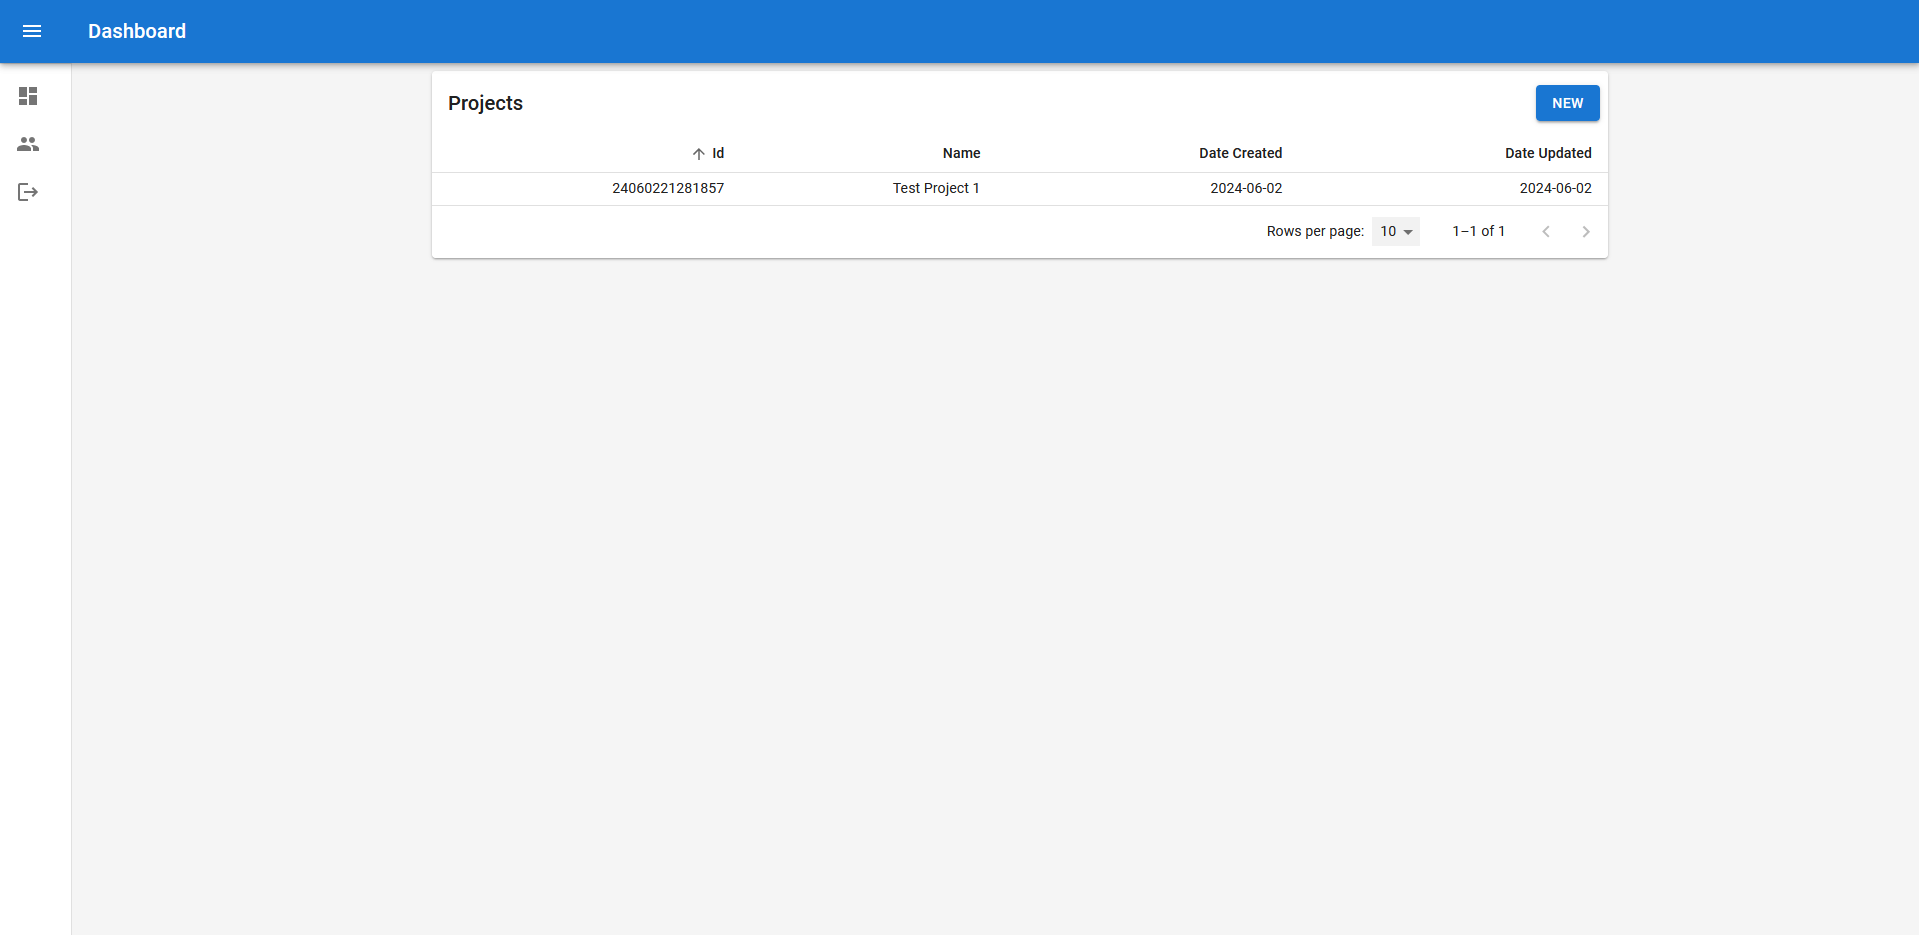 Dashboard
Projects
NEW
Id Name Date Created Date Updated
24060221281857 Test Project 1 2024-06-02 2024-06-02
Rows per page: 10 1–1 of 1